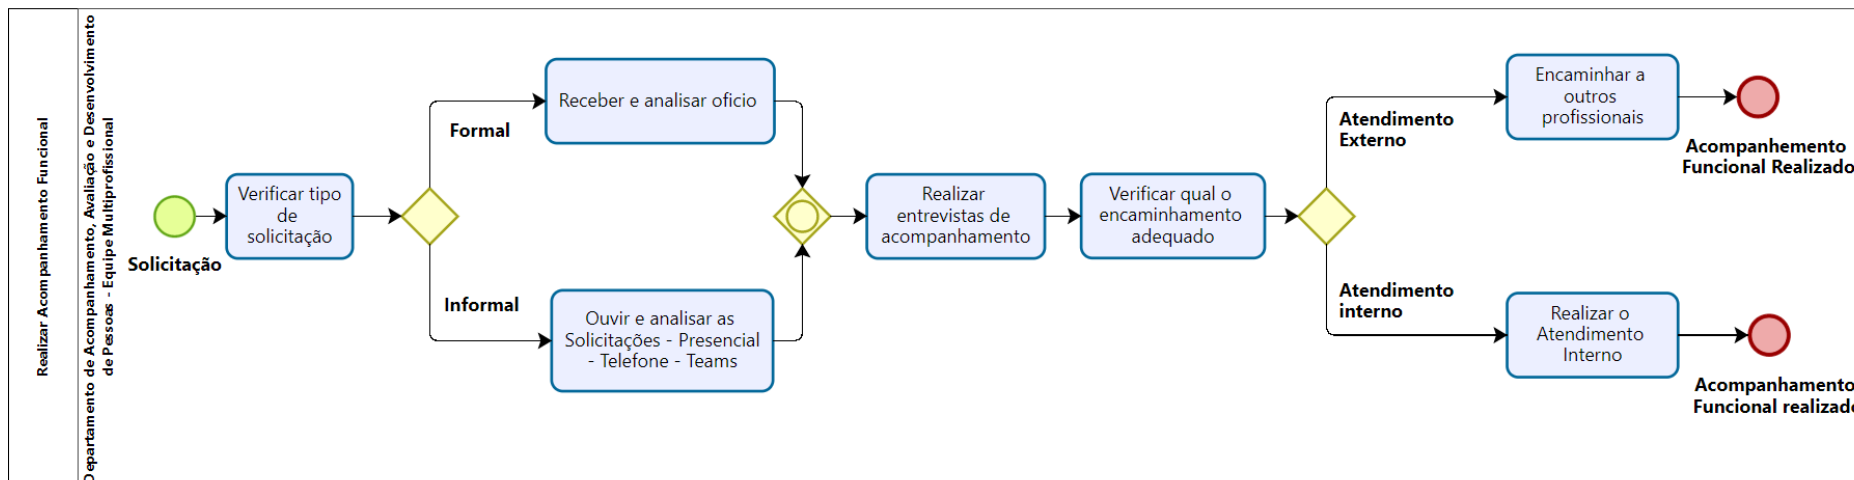 Realizar Acompanhamento Funcional
Departamento de Acompanhamento, Avaliação e Desenvolvimento
de Pessoas - Equipe Multiprofissional
Solicitação
Verificar tipo
de
solicitação
Formal
Informal
Receber e analisar oficio
Ouvir e analisar as
Solicitações - Presencial
- Telefone - Teams
Realizar
entrevistas de
acompanhamento
Verificar qual o
encaminhamento
adequado
Atendimento
Externo
Atendimento
interno
Encaminhar a
outros
profissionais
Acompanhemento
Funcional Realizado
Realizar o
Atendimento
Interno
Acompanhamento
Funcional realizado